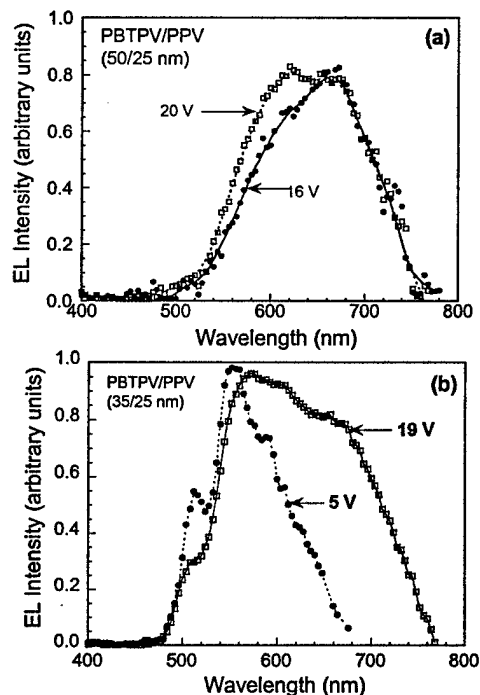 PBTPV/PPV
(50/25 nm)
(a)
20 V
16 V
EL Intensity (arbitrary units)
1.0
0.8
0.6
0.4
0.2
0.0
400 500 600 700 800
Wavelength (nm)
PBTPV/PPV
(35/25 nm)
(b)
19 V
5 V
EL Intensity (arbitrary units)
1.0
0.8
0.6
0.4
0.2
0.0
400 500 600 700 800
Wavelength (nm)